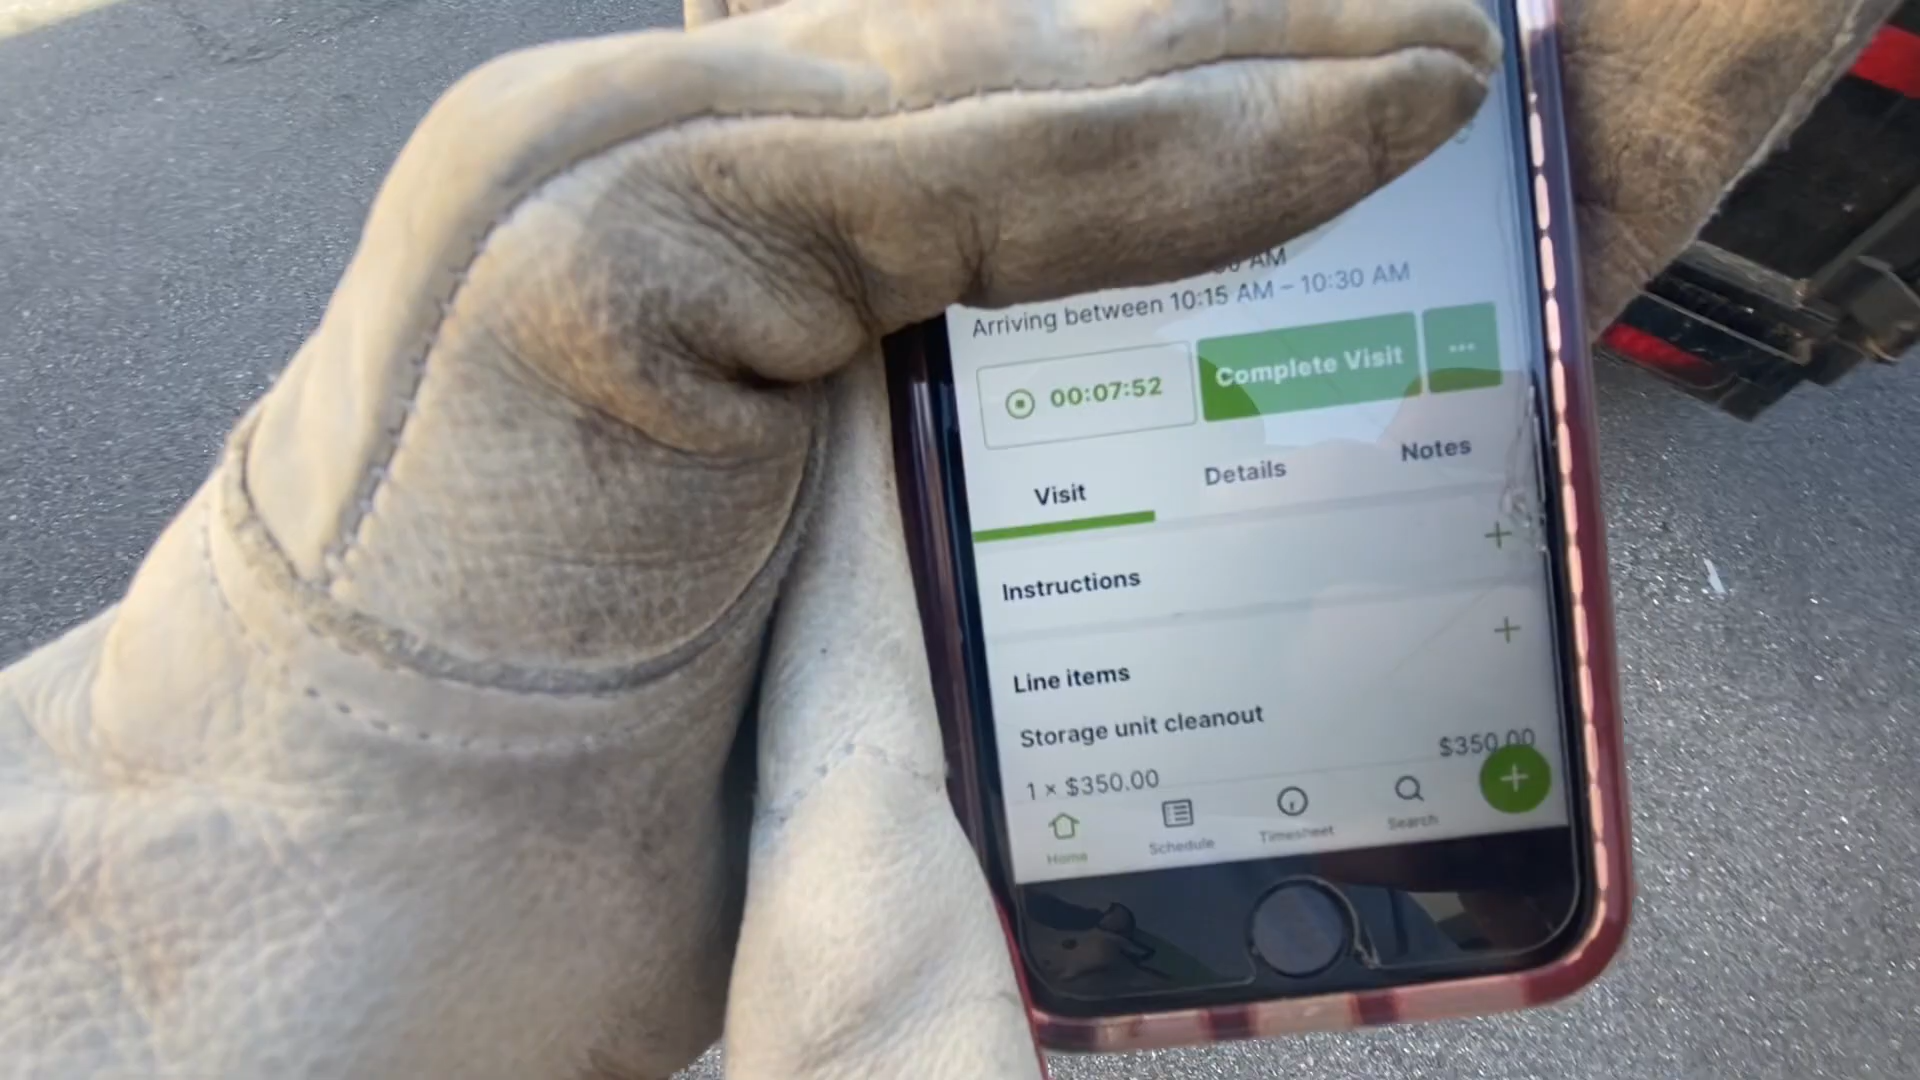 AM
Arriving between 10:15 AM – 10:30 AM
00:07:52
Complete Visit
...
Visit
Details
Notes
Instructions
+
Line items
+
Storage unit cleanout
1 × $350.00
$350.00
+
Home
Schedule
Timesheet
Search